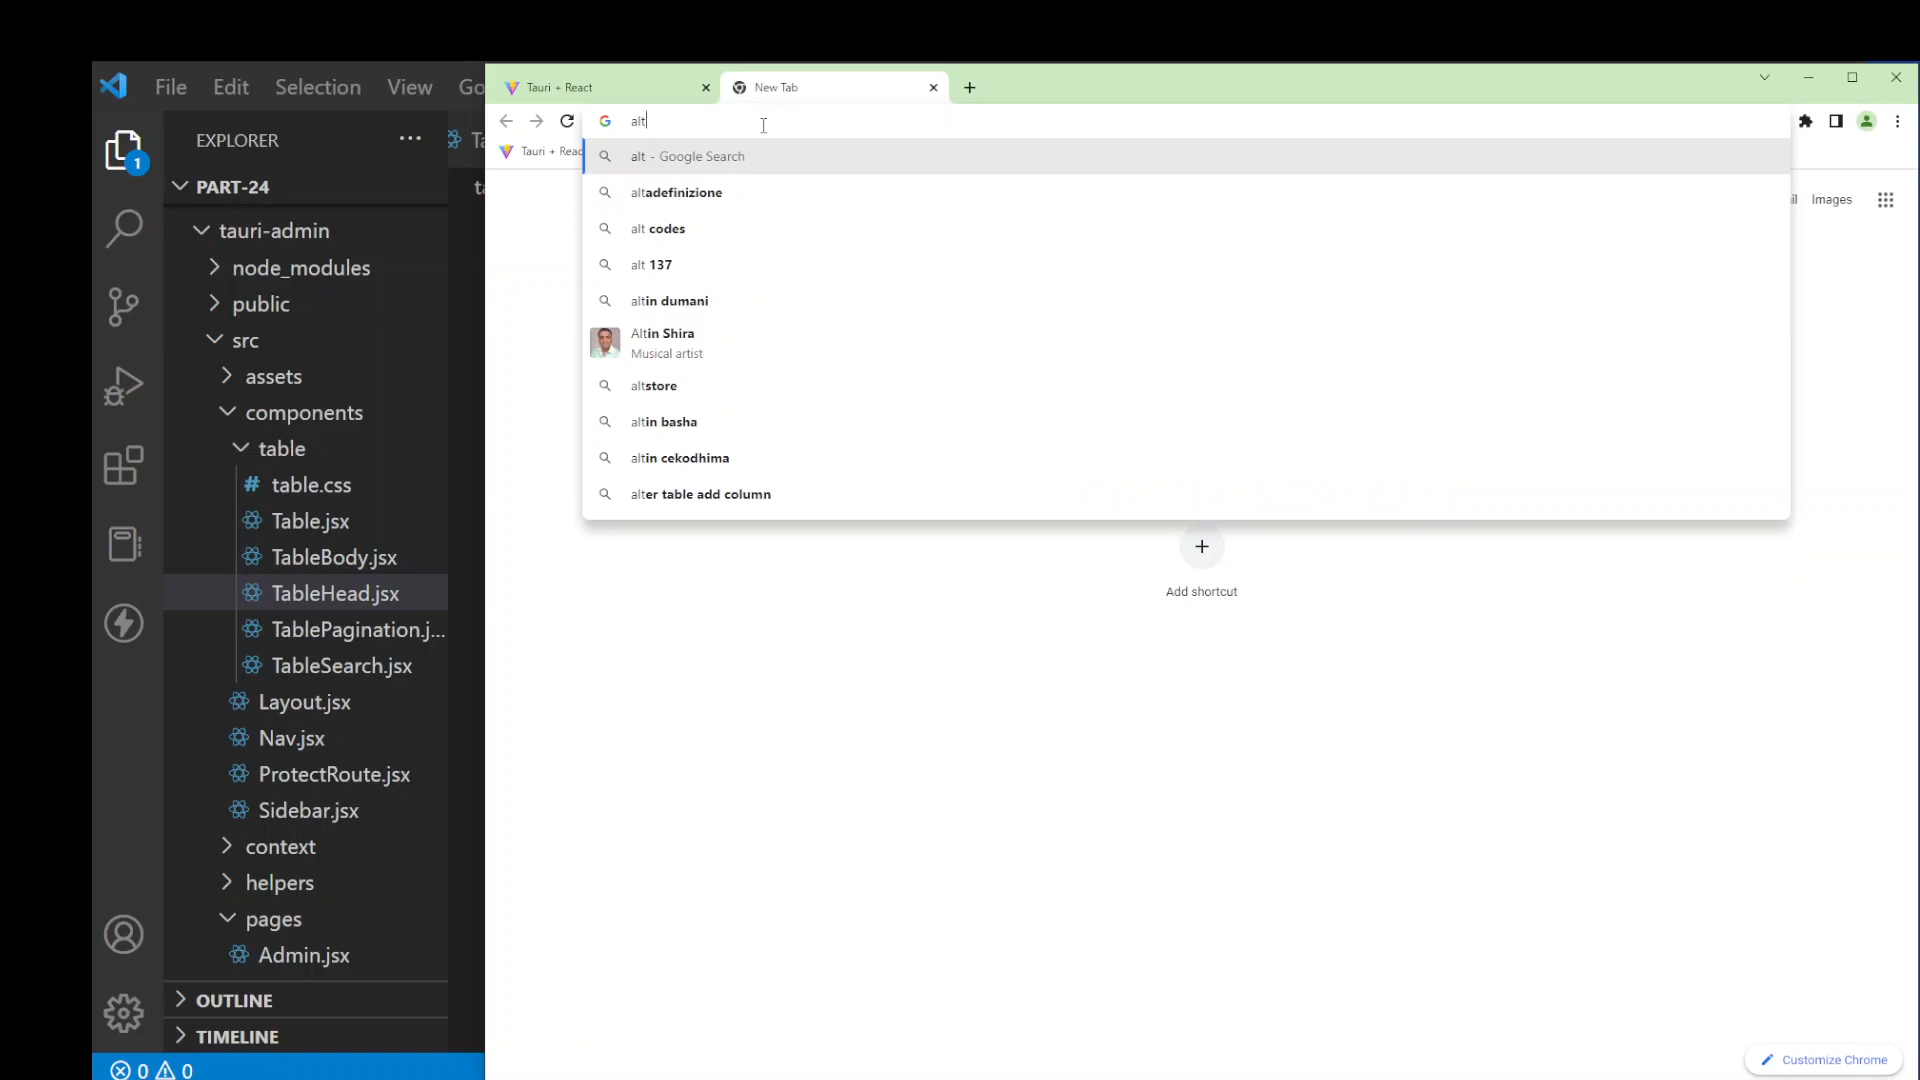 File Edit Selection View Go
EXPLORER
PART-24
tauri-admin
node_modules
public
src
assets
components
table
# table.css
Table.jsx
TableBody.jsx
TableHead.jsx
TablePagination.j...
TableSearch.jsx
Layout.jsx
Nav.jsx
ProtectRoute.jsx
Sidebar.jsx
context
helpers
pages
Admin.jsx
OUTLINE
TIMELINE
0 0
1
Tauri + React
New Tab
alt
Tauri + Reac
alt - Google Search
altadefinizione
alt codes
alt 137
altin dumani
Altin Shira
Musical artist
altstore
altin basha
altin cekodhima
alter table add column
Images
Add shortcut
Customize Chrome